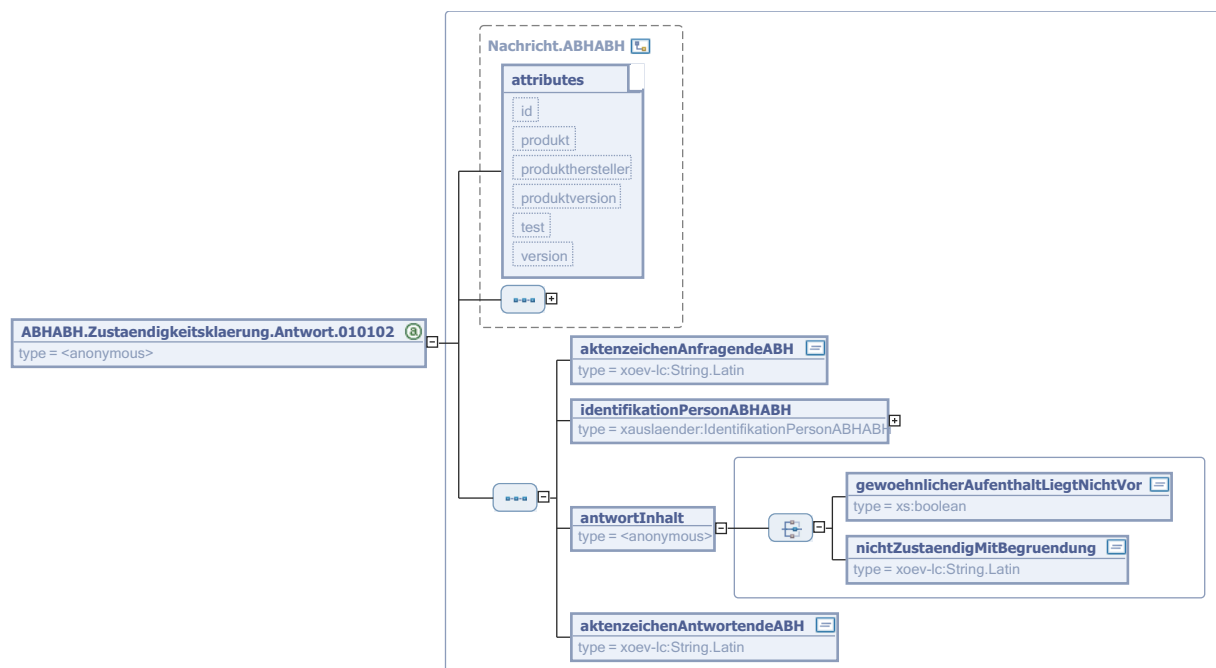 Nachricht.ABHABH
attributes
id
produkt
produkthersteller
produktversion
test
version
ABHABH.Zustaendigkeitsklaerung.Antwort.010102
type = <anonymous>
aktenzeichenAnfragendeABH
type = xoev-lc:String.Latin
identifikationPersonABHABH
type = xauslaender:IdentifikationPersonABHABH
antwortInhalt
type = <anonymous>
gewoehnlicherAufenthaltLiegtNichtVor
type = xs:boolean
nichtZustaendigMitBegruendung
type = xoev-lc:String.Latin
aktenzeichenAntwortendeABH
type = xoev-lc:String.Latin